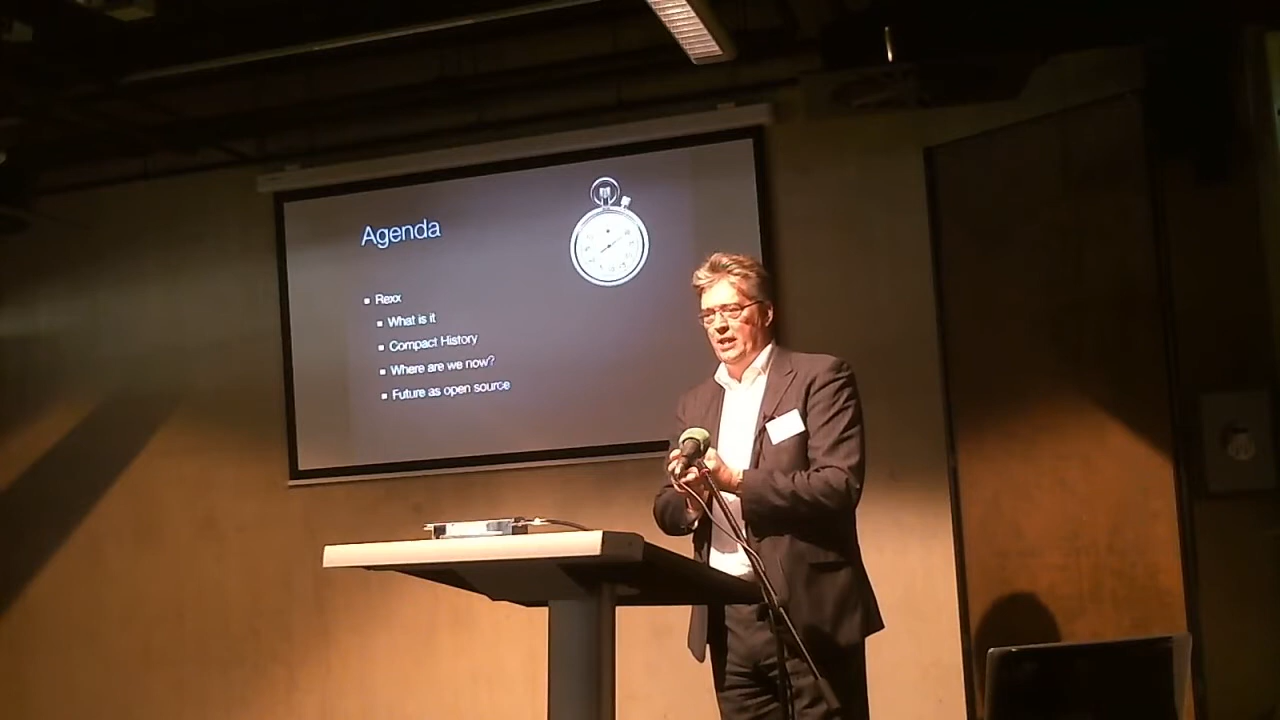 Agenda
Rexx
What is it
Compact History
Where are we now?
Future as open source